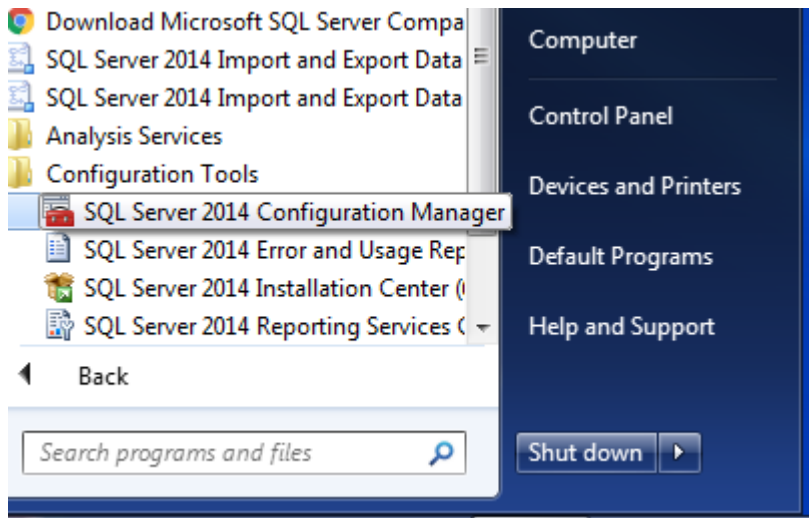 Download Microsoft SQL Server Compa
SQL Server 2014 Import and Export Data
SQL Server 2014 Import and Export Data
Analysis Services
Configuration Tools
SQL Server 2014 Configuration Manager
SQL Server 2014 Error and Usage Rep
SQL Server 2014 Installation Center (
SQL Server 2014 Reporting Services C
Back
Search programs and files
Computer
Control Panel
Devices and Printers
Default Programs
Help and Support
Shut down